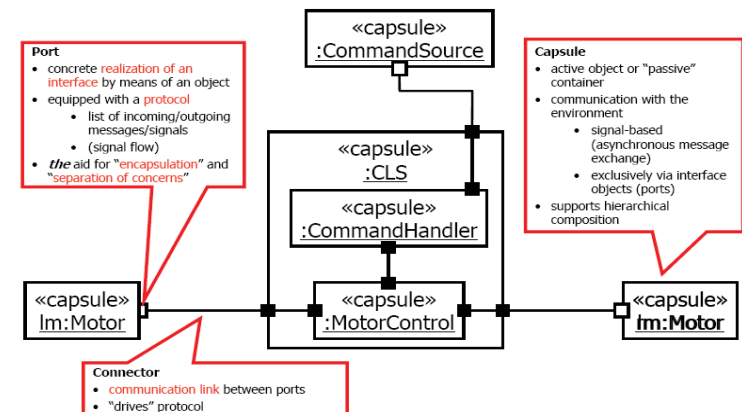 Port
• concrete realization of an
interface by means of an object
• equipped with a protocol
• list of incoming/outgoing
messages/signals
• (signal flow)
• the aid for “encapsulation” and
“separation of concerns”
«capsule»
:CommandSource
Capsule
• active object or “passive”
container
• communication with the
environment
• signal-based
(asynchronous message
exchange)
• exclusively via interface
objects (ports)
• supports hierarchical
composition
«capsule»
:CLS
«capsule»
:CommandHandler
«capsule»
lm:Motor
«capsule»
:MotorControl
«capsule»
:Motor
Connector
• communication link between ports
• “drives” protocol